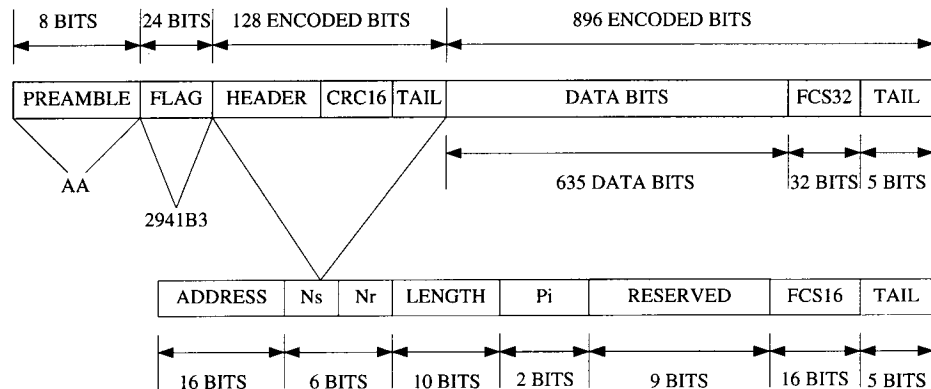 8 BITS 24 BITS 128 ENCODED BITS 896 ENCODED BITS
PREAMBLE FLAG HEADER CRC16 TAIL DATA BITS FCS32 TAIL
AA
635 DATA BITS 32 BITS 5 BITS
2941B3
ADDRESS Ns Nr LENGTH Pi RESERVED FCS16 TAIL
16 BITS 6 BITS 10 BITS 2 BITS 9 BITS 16 BITS 5 BITS